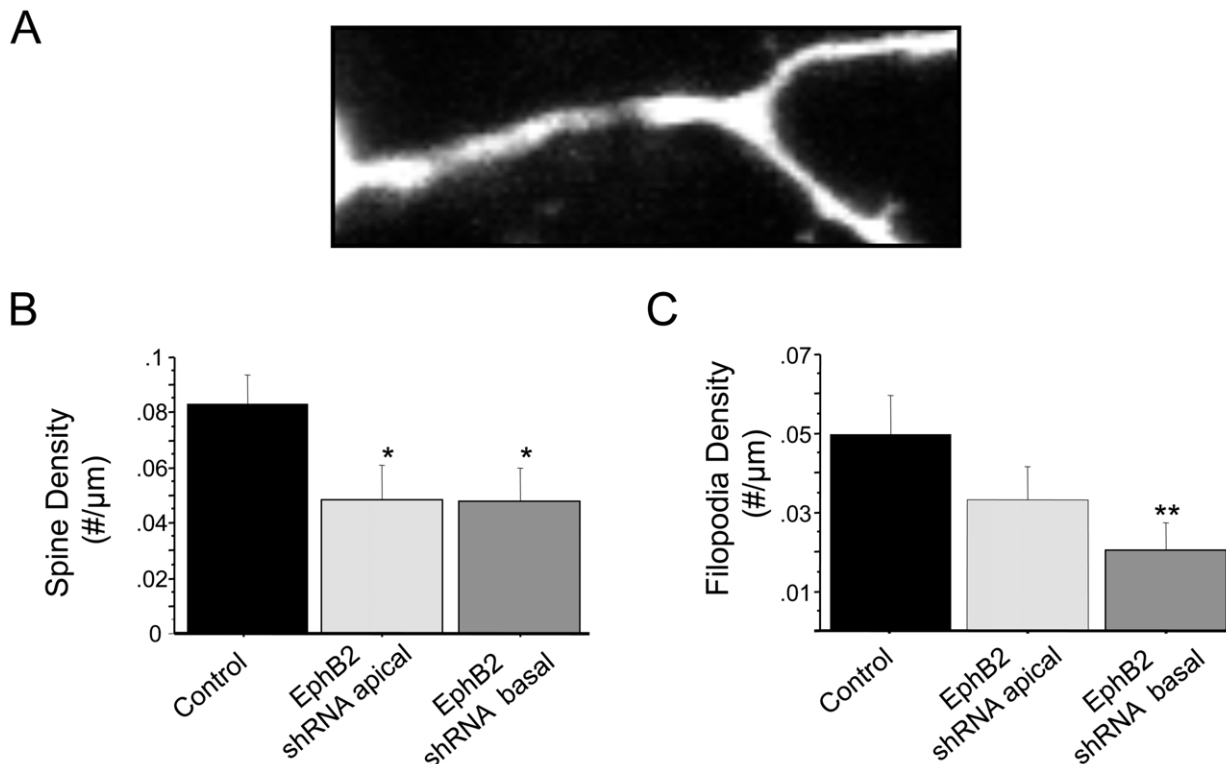 A
B
Spine Density
(#/µm)
.1
.08
.06
.04
.02
0
*
*
Control
EphB2
shRNA apical
EphB2
shRNA basal
C
Filopodia Density
(#/µm)
.07
.05
.03
.01
**
Control
EphB2
shRNA apical
EphB2
shRNA basal